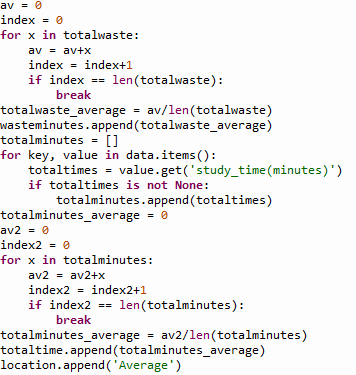 av = 0
index = 0
for x in totalwaste:
    av = av+x
    index = index+1
    if index == len(totalwaste):
        break
totalwaste_average = av/len(totalwaste)
wasteminutes.append(totalwaste_average)
totalminutes = []
for key, value in data.items():
    totaltimes = value.get('study_time(minutes)')
    if totaltimes is not None:
        totalminutes.append(totaltimes)
totalminutes_average = 0
av2 = 0
index2 = 0
for x in totalminutes:
    av2 = av2+x
    index2 = index2+1
    if index2 == len(totalminutes):
        break
totalminutes_average = av2/len(totalminutes)
totaltime.append(totalminutes_average)
location.append('Average')